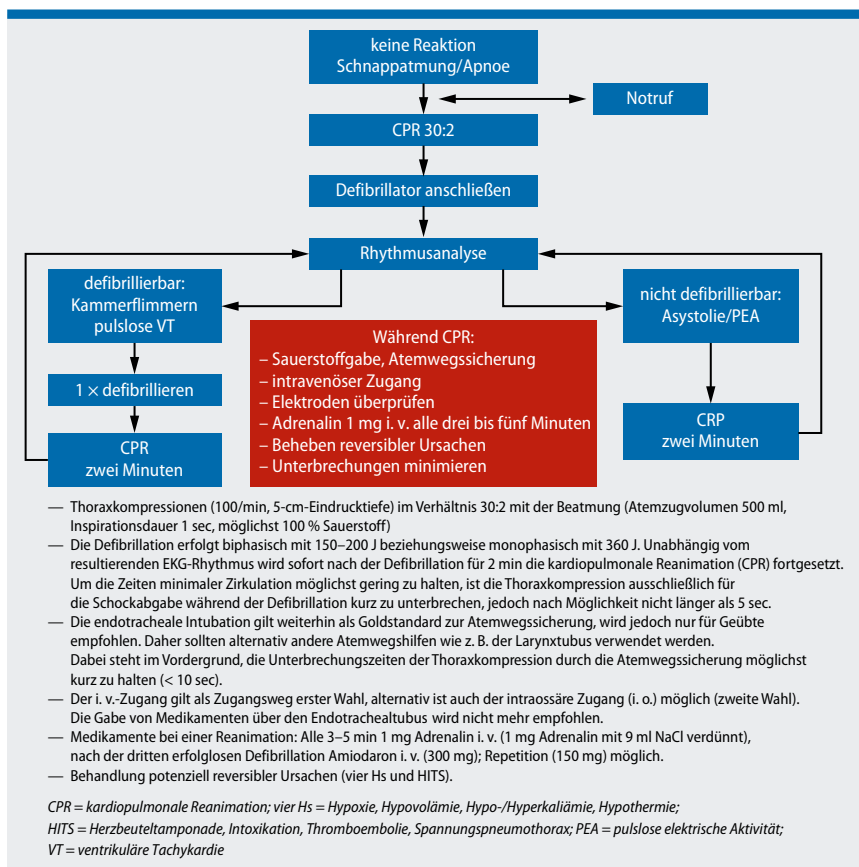 keine Reaktion
Schnappatmung/Apnoe
Notruf
CPR 30:2
Defibrillator anschließen
Rhythmusanalyse
defibrillierbar:
Kammerflimmern
pulslose VT
1 × defibrillieren
CPR
zwei Minuten
Während CPR:
– Sauerstoffgabe, Atemwegssicherung
– intravenöser Zugang
– Elektroden überprüfen
– Adrenalin 1 mg i. v. alle drei bis fünf Minuten
– Beheben reversibler Ursachen
– Unterbrechungen minimieren
nicht defibrillierbar:
Asystolie/PEA
CRP
zwei Minuten
— Thoraxkompressionen (100/min, 5-cm-Eindrucktiefe) im Verhältnis 30:2 mit der Beatmung (Atemzugvolumen 500 ml,
Inspirationsdauer 1 sec, möglichst 100 % Sauerstoff)
— Die Defibrillation erfolgt biphasisch mit 150–200 J beziehungsweise monophasisch mit 360 J. Unabhängig vom
resultierenden EKG-Rhythmus wird sofort nach der Defibrillation für 2 min die kardiopulmonale Reanimation (CPR) fortgesetzt.
Um die Zeiten minimaler Zirkulation möglichst gering zu halten, ist die Thoraxkompression ausschließlich für
die Schockabgabe während der Defibrillation kurz zu unterbrechen, jedoch nach Möglichkeit nicht länger als 5 sec.
— Die endotracheale Intubation gilt weiterhin als Goldstandard zur Atemwegssicherung, wird jedoch nur für Geübte
empfohlen. Daher sollten alternativ andere Atemwegshilfen wie z. B. der Larynxtubus verwendet werden.
Dabei steht im Vordergrund, die Unterbrechungszeiten der Thoraxkompression durch die Atemwegssicherung möglichst
kurz zu halten (< 10 sec).
— Der i. v.-Zugang gilt als Zugangsweg erster Wahl, alternativ ist auch der intraossäre Zugang (i. o.) möglich (zweite Wahl).
Die Gabe von Medikamenten über den Endotrachealtubus wird nicht mehr empfohlen.
— Medikamente bei einer Reanimation: Alle 3–5 min 1 mg Adrenalin i. v. (1 mg Adrenalin mit 9 ml NaCl verdünnt),
nach der dritten erfolglosen Defibrillation Amiodaron i. v. (300 mg); Repetition (150 mg) möglich.
— Behandlung potenziell reversibler Ursachen (vier Hs und HITS).
CPR = kardiopulmonale Reanimation; vier Hs = Hypoxie, Hypovolämie, Hypo-/Hyperkaliämie, Hypothermie;
HITS = Herzbeuteltamponade, Intoxikation, Thromboembolie, Spannungspneumothorax; PEA = pulslose elektrische Aktivität;
VT = ventrikuläre Tachykardie